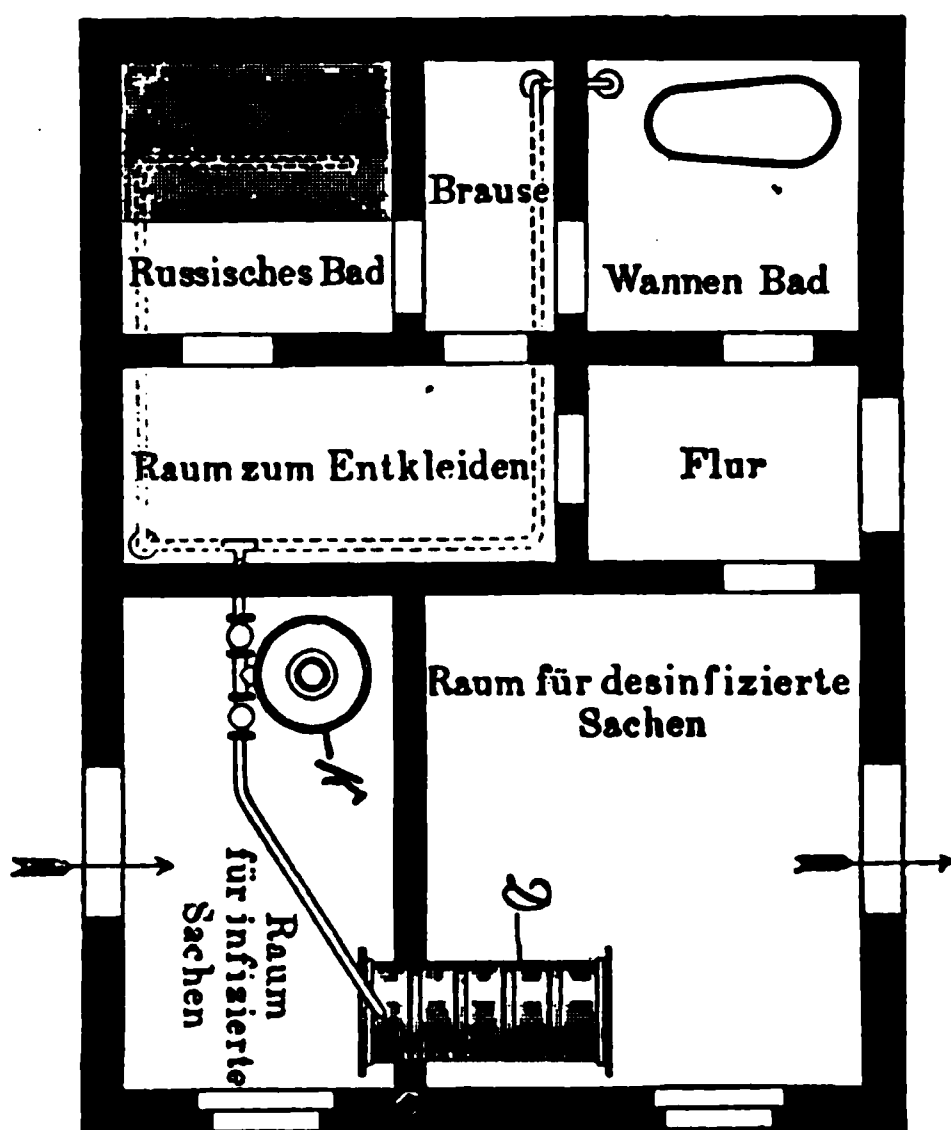 Brause
Russisches Bad
Wannen Bad
Raum zum Entkleiden
Flur
Raum für desinfizierte
Sachen
K
D
Raum
für infizierte
Sachen